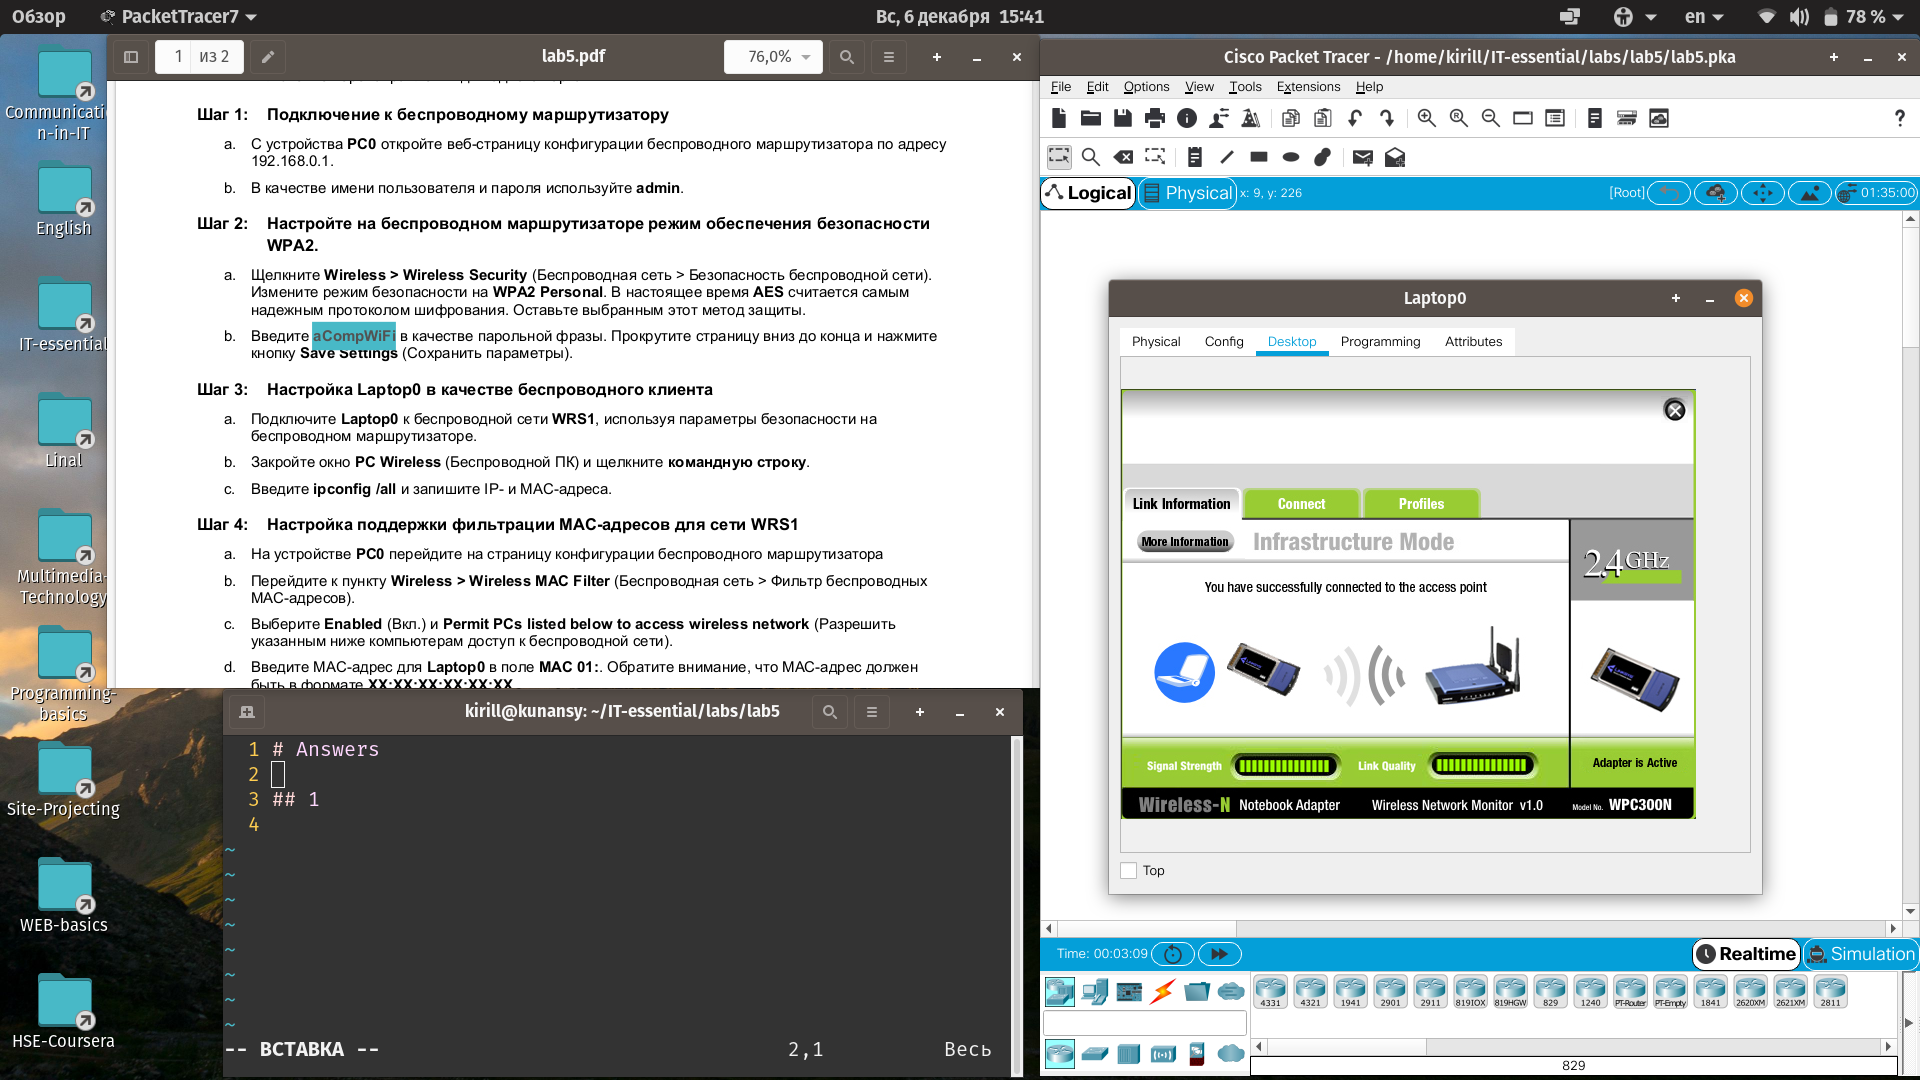 Обзор
PacketTracer7
Вс, 6 декабря 15:41
en
78 %
Communicatio
n-in-IT
English
IT-essential
Linal
Multimedia-
Technology
Programming-
basics
Site-Projecting
WEB-basics
HSE-Coursera
1 из 2
lab5.pdf
76,0%
Шаг 1: Подключение к беспроводному маршрутизатору
a. С устройства PC0 откройте веб-страницу конфигурации беспроводного маршрутизатора по адресу
192.168.0.1.
b. В качестве имени пользователя и пароля используйте admin.
Шаг 2: Настройте на беспроводном маршрутизаторе режим обеспечения безопасности
WPA2.
a. Щелкните Wireless > Wireless Security (Беспроводная сеть > Безопасность беспроводной сети).
Измените режим безопасности на WPA2 Personal. В настоящее время AES считается самым
надежным протоколом шифрования. Оставьте выбранным этот метод защиты.
b. Введите aCompWiFi в качестве парольной фразы. Прокрутите страницу вниз до конца и нажмите
кнопку Save Settings (Сохранить параметры).
Шаг 3: Настройка Laptop0 в качестве беспроводного клиента
a. Подключите Laptop0 к беспроводной сети WRS1, используя параметры безопасности на
беспроводном маршрутизаторе.
b. Закройте окно PC Wireless (Беспроводной ПК) и щелкните командную строку.
c. Введите ipconfig /all и запишите IP- и MAC-адреса.
Шаг 4: Настройка поддержки фильтрации MAC-адресов для сети WRS1
a. На устройстве PC0 перейдите на страницу конфигурации беспроводного маршрутизатора
b. Перейдите к пункту Wireless > Wireless MAC Filter (Беспроводная сеть > Фильтр беспроводных
MAC-адресов).
c. Выберите Enabled (Вкл.) и Permit PCs listed below to access wireless network (Разрешить
указанным ниже компьютерам доступ к беспроводной сети).
d. Введите MAC-адрес для Laptop0 в поле MAC 01:. Обратите внимание, что MAC-адрес должен
быть в формате XX:XX:XX:XX:XX:XX
kirill@kunansy: ~/IT-essential/labs/lab5
1 # Answers
2
3 ## 1
4
~
~
~
~
~
~
~
~
-- ВСТАВКА --
2,1
Весь
Cisco Packet Tracer - /home/kirill/IT-essential/labs/lab5/lab5.pka
File Edit Options View Tools Extensions Help
?
Logical
Physical
x: 9, y: 226
[Root]
01:35:00
Laptop0
Physical Config Desktop Programming Attributes
Link Information
Connect
Profiles
More Information
Infrastructure Mode
2.4GHz
You have successfully connected to the access point
Signal Strength
Link Quality
Adapter is Active
Wireless-N Notebook Adapter
Wireless Network Monitor v1.0
Model No. WPC300N
Top
Time: 00:03:09
Realtime
Simulation
4331 4321 1941 2901 2911 819IOX 819HGW 829 1240 PT-Router PT-Empty 1841 2620XM 2621XM 2811
829